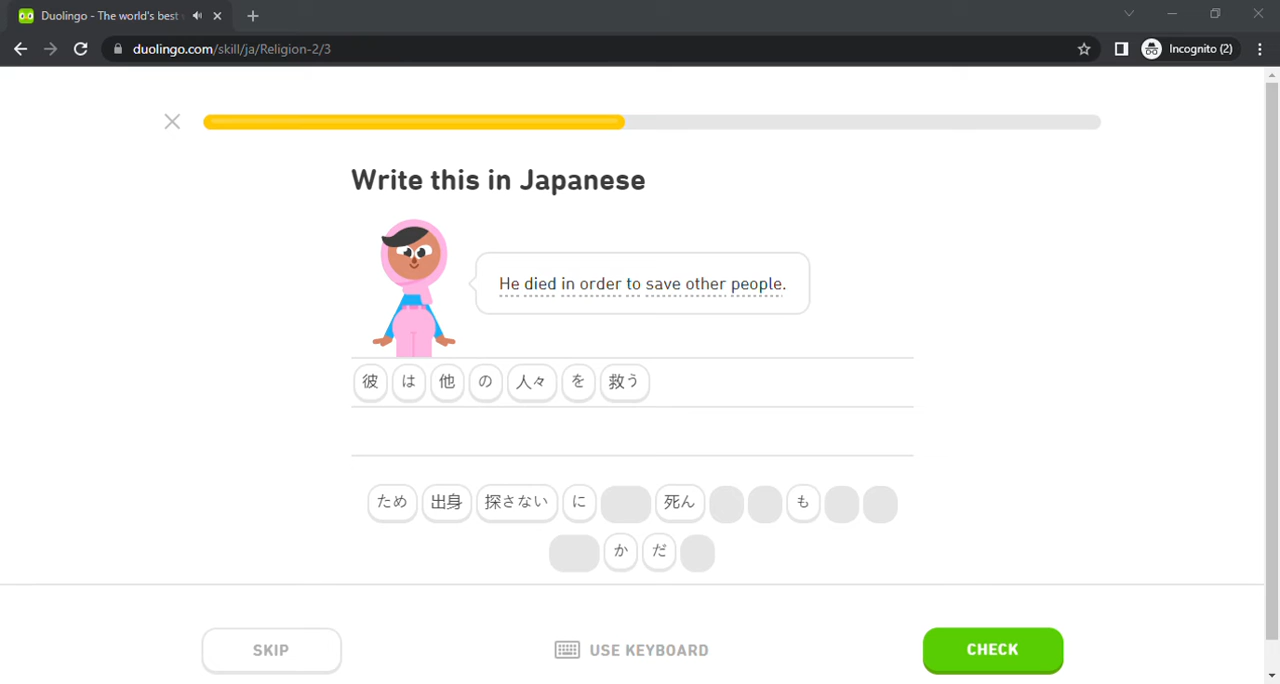 Duolingo - The world's best
duolingo.com/skill/ja/Religion-2/3
Incognito (2)
Write this in Japanese
He died in order to save other people.
彼 は 他 の 人々 を 救う
ため 出身 探さない に 死ん も
か だ
SKIP
USE KEYBOARD
CHECK